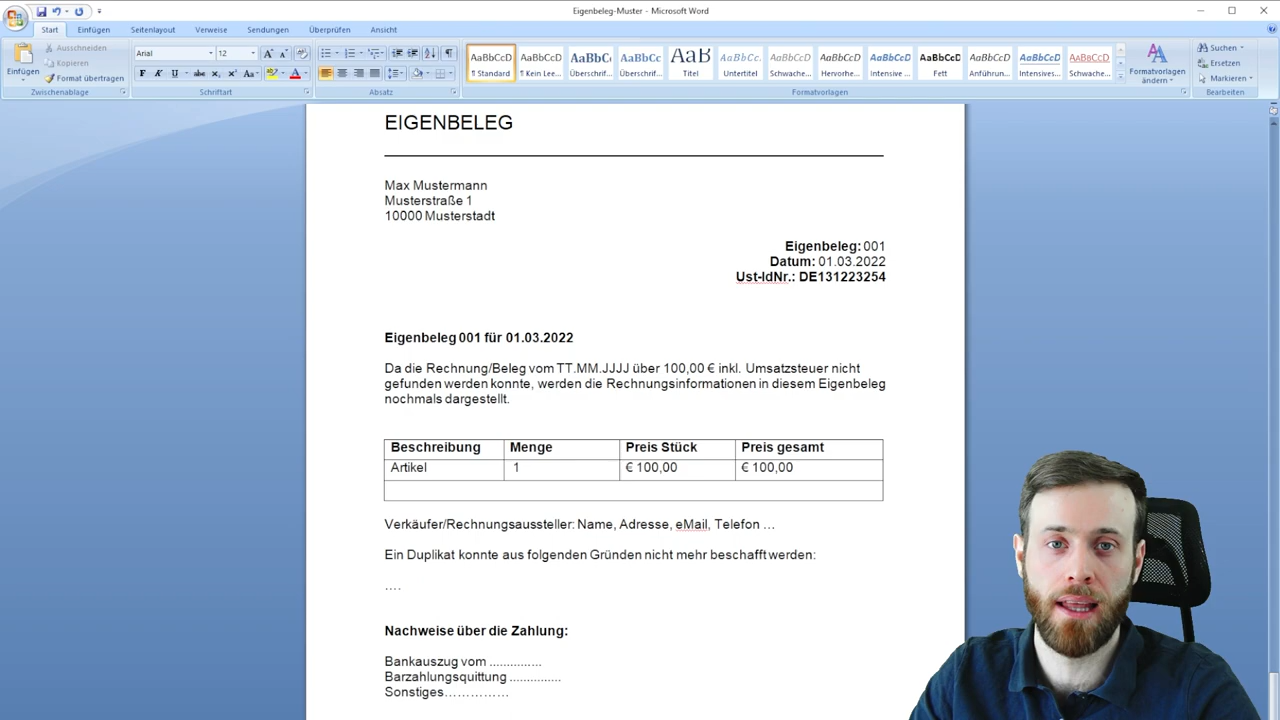 Eigenbeleg-Muster - Microsoft Word
Start Einfügen Seitenlayout Verweise Sendungen Überprüfen Ansicht
Einfügen
Ausschneiden
Kopieren
Format übertragen
Zwischenablage
Arial 12
Schriftart
Absatz
AaBbCcD AaBbCcD AaBbCc AaBbCc AaB AaBbCc. AaBbCcD AaBbCcD AaBbCcD AaBbCcD AaBbCcD AaBbCcD AaBbCcD
¶ Standard ¶ Kein Lee... Überschrif... Überschrif... Titel Untertitel Schwache... Hervorhe... Intensive ... Fett Anführun... Intensives... Schwache...
Formatvorlagen
Formatvorlagen
ändern
Suchen
Ersetzen
Markieren
Bearbeiten
EIGENBELEG
Max Mustermann
Musterstraße 1
10000 Musterstadt
Eigenbeleg: 001
Datum: 01.03.2022
Ust-IdNr.: DE131223254
Eigenbeleg 001 für 01.03.2022
Da die Rechnung/Beleg vom TT.MM.JJJJ über 100,00 € inkl. Umsatzsteuer nicht
gefunden werden konnte, werden die Rechnungsinformationen in diesem Eigenbeleg
nochmals dargestellt.
Beschreibung Menge Preis Stück Preis gesamt
Artikel 1 € 100,00 € 100,00
Verkäufer/Rechnungsaussteller: Name, Adresse, eMail, Telefon …
Ein Duplikat konnte aus folgenden Gründen nicht mehr beschafft werden:
….
Nachweise über die Zahlung:
Bankauszug vom ...............
Barzahlungsquittung ...............
Sonstiges……………